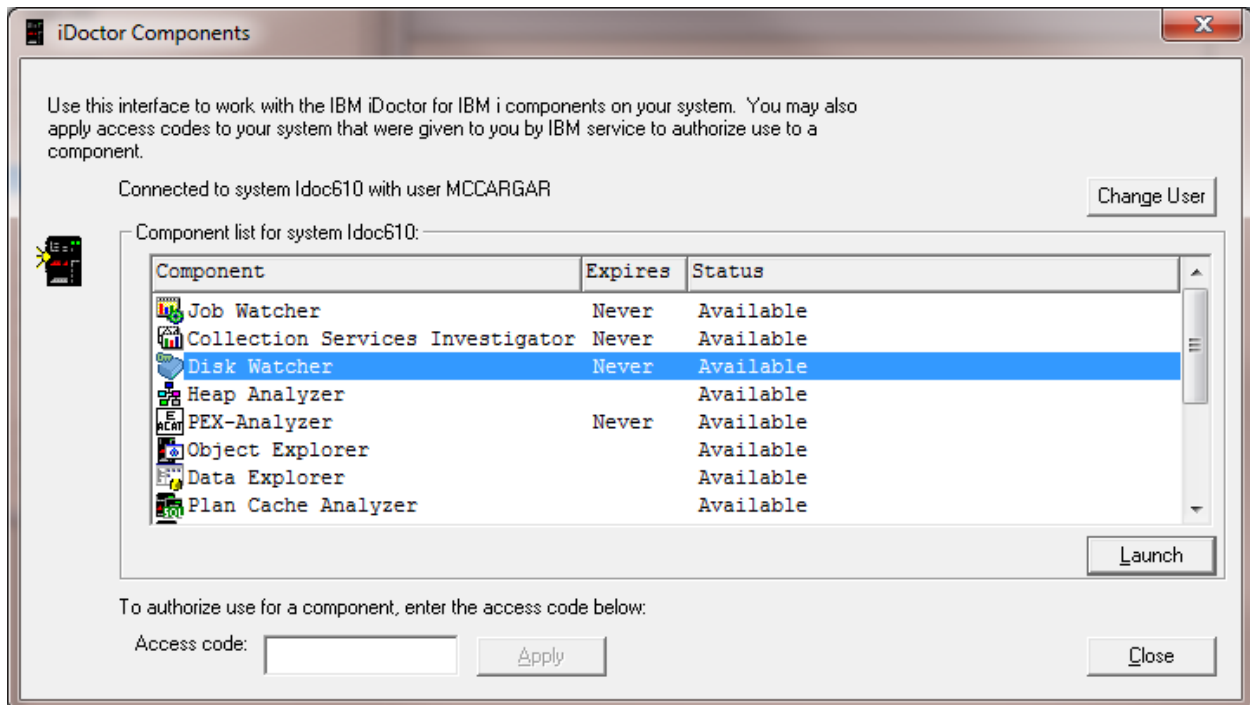 iDoctor Components
Use this interface to work with the IBM iDoctor for IBM i components on your system. You may also
apply access codes to your system that were given to you by IBM service to authorize use to a
component.
Connected to system Idoc610 with user MCCARGAR
Change User
Component list for system Idoc610:
Component Expires Status
Job Watcher Never Available
Collection Services Investigator Never Available
Disk Watcher Never Available
Heap Analyzer Available
PEX-Analyzer Never Available
Object Explorer Available
Data Explorer Available
Plan Cache Analyzer Available
Launch
To authorize use for a component, enter the access code below:
Access code: Apply Close